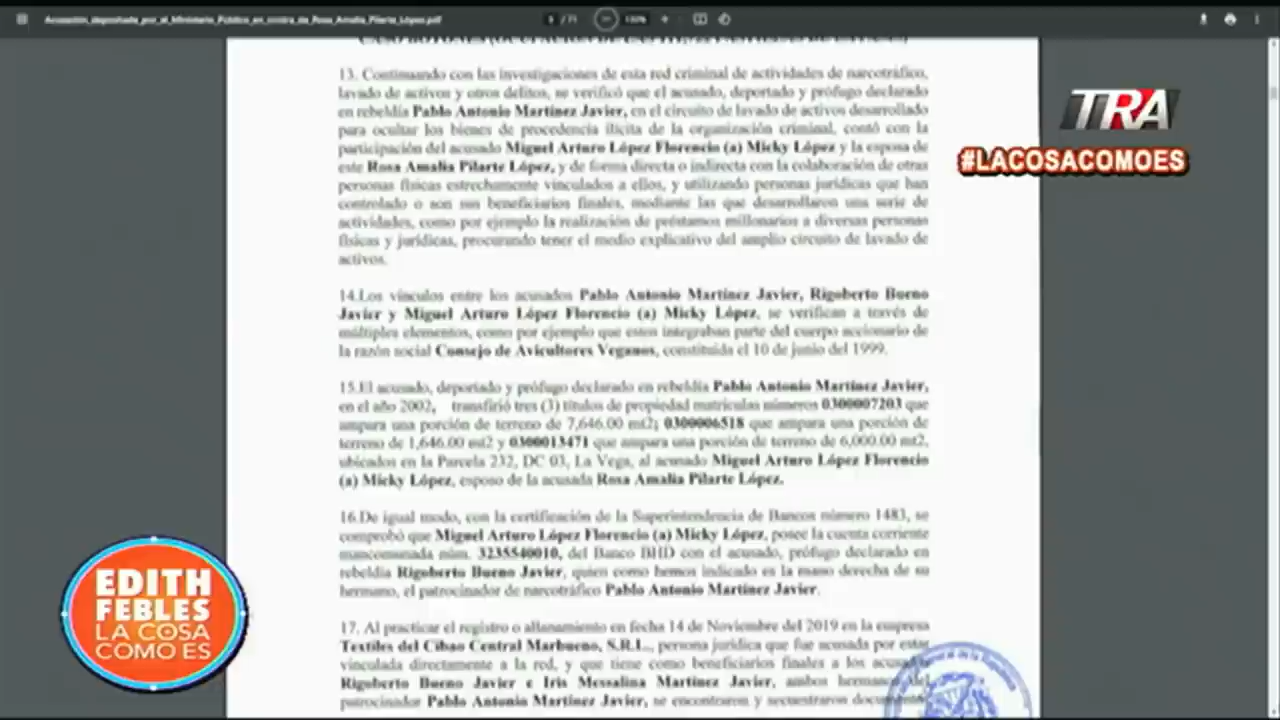 Acusación_depositada_por_el_Ministerio_Público_en_contra_de_Rosa_Amalia_Pilarte_López.pdf
13. Continuando con las investigaciones de esta red criminal de actividades de narcotráfico,
lavado de activos y otros delitos, se verificó que el acusado, deportado y prófugo declarado
en rebeldía Pablo Antonio Martínez Javier, en el circuito de lavado de activos desarrollado
para ocultar los bienes de procedencia ilícita de la organización criminal, contó con la
participación del acusado Miguel Arturo López Florencio (a) Micky López y la esposa de
este Rosa Amalia Pilarte López, y de forma directa o indirecta con la colaboración de otras
personas físicas estrechamente vinculados a ellos, y utilizando personas jurídicas que han
controlado o son sus beneficiarios finales, mediante las que desarrollaron una serie de
actividades, como por ejemplo la realización de préstamos millonarios a diversas personas
físicas y jurídicas, procurando tener el medio explicativo del amplio circuito de lavado de
activos.
14.Los vínculos entre los acusados Pablo Antonio Martínez Javier, Rigoberto Bueno
Javier y Miguel Arturo López Florencio (a) Micky López, se verifican a través de
múltiples elementos, como por ejemplo que estos integraban parte del cuerpo accionario de
la razón social Consejo de Avicultores Veganos, constituida el 10 de junio del 1999.
15.El acusado, deportado y prófugo declarado en rebeldía Pablo Antonio Martínez Javier,
en el año 2002, transfirió tres (3) títulos de propiedad matrículas números 0300007203 que
ampara una porción de terreno de 7,646.00 mt2; 0300006518 que ampara una porción de
terreno de 1,646.00 mt2 y 0300013471 que ampara una porción de terreno de 6,000.00 mt2,
ubicados en la Parcela 232, DC 03, La Vega, al acusado Miguel Arturo López Florencio
(a) Micky López, esposo de la acusada Rosa Amalia Pilarte López.
16.De igual modo, con la certificación de la Superintendencia de Bancos número 1483, se
comprobó que Miguel Arturo López Florencio (a) Micky López, posee la cuenta corriente
mancomunada núm. 3235540010, del Banco BHD con el acusado, prófugo declarado en
rebeldía Rigoberto Bueno Javier, quien como hemos indicado es la mano derecha de su
hermano, el patrocinador de narcotráfico Pablo Antonio Martínez Javier.
17. Al practicar el registro o allanamiento en fecha 14 de Noviembre del 2019 en la empresa
Textiles del Cibao Central Marbueno, S.R.L., persona jurídica que fue acusada por estar
vinculada directamente a la red, y que tiene como beneficiarios finales a los
Rigoberto Bueno Javier e Iris Messalina Martínez Javier, ambos hermanos del
patrocinador Pablo Antonio Martínez Javier, se encontraron y secuestraron
TRA
#LACOSACOMOES
EDITH
FEBLES
LA COSA
COMO ES